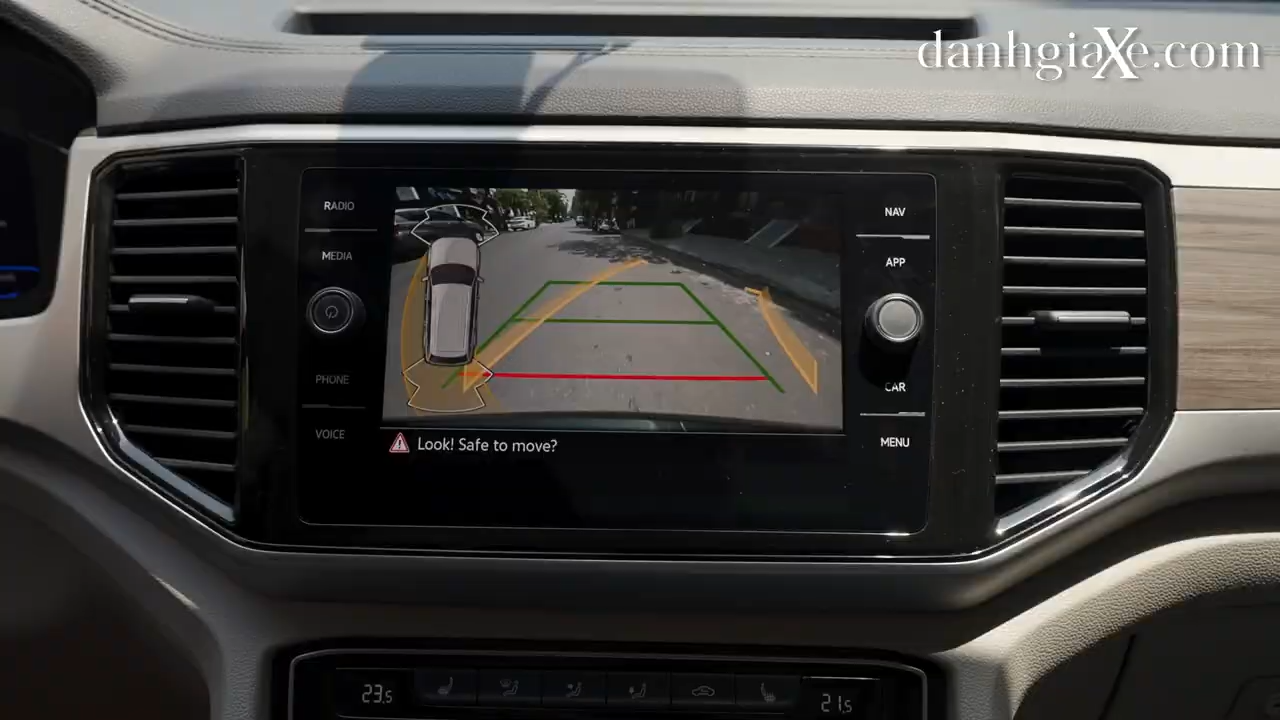 danhgiaXe.com
RADIO
MEDIA
PHONE
VOICE
NAV
APP
CAR
MENU
Look! Safe to move?
23.5
21.5